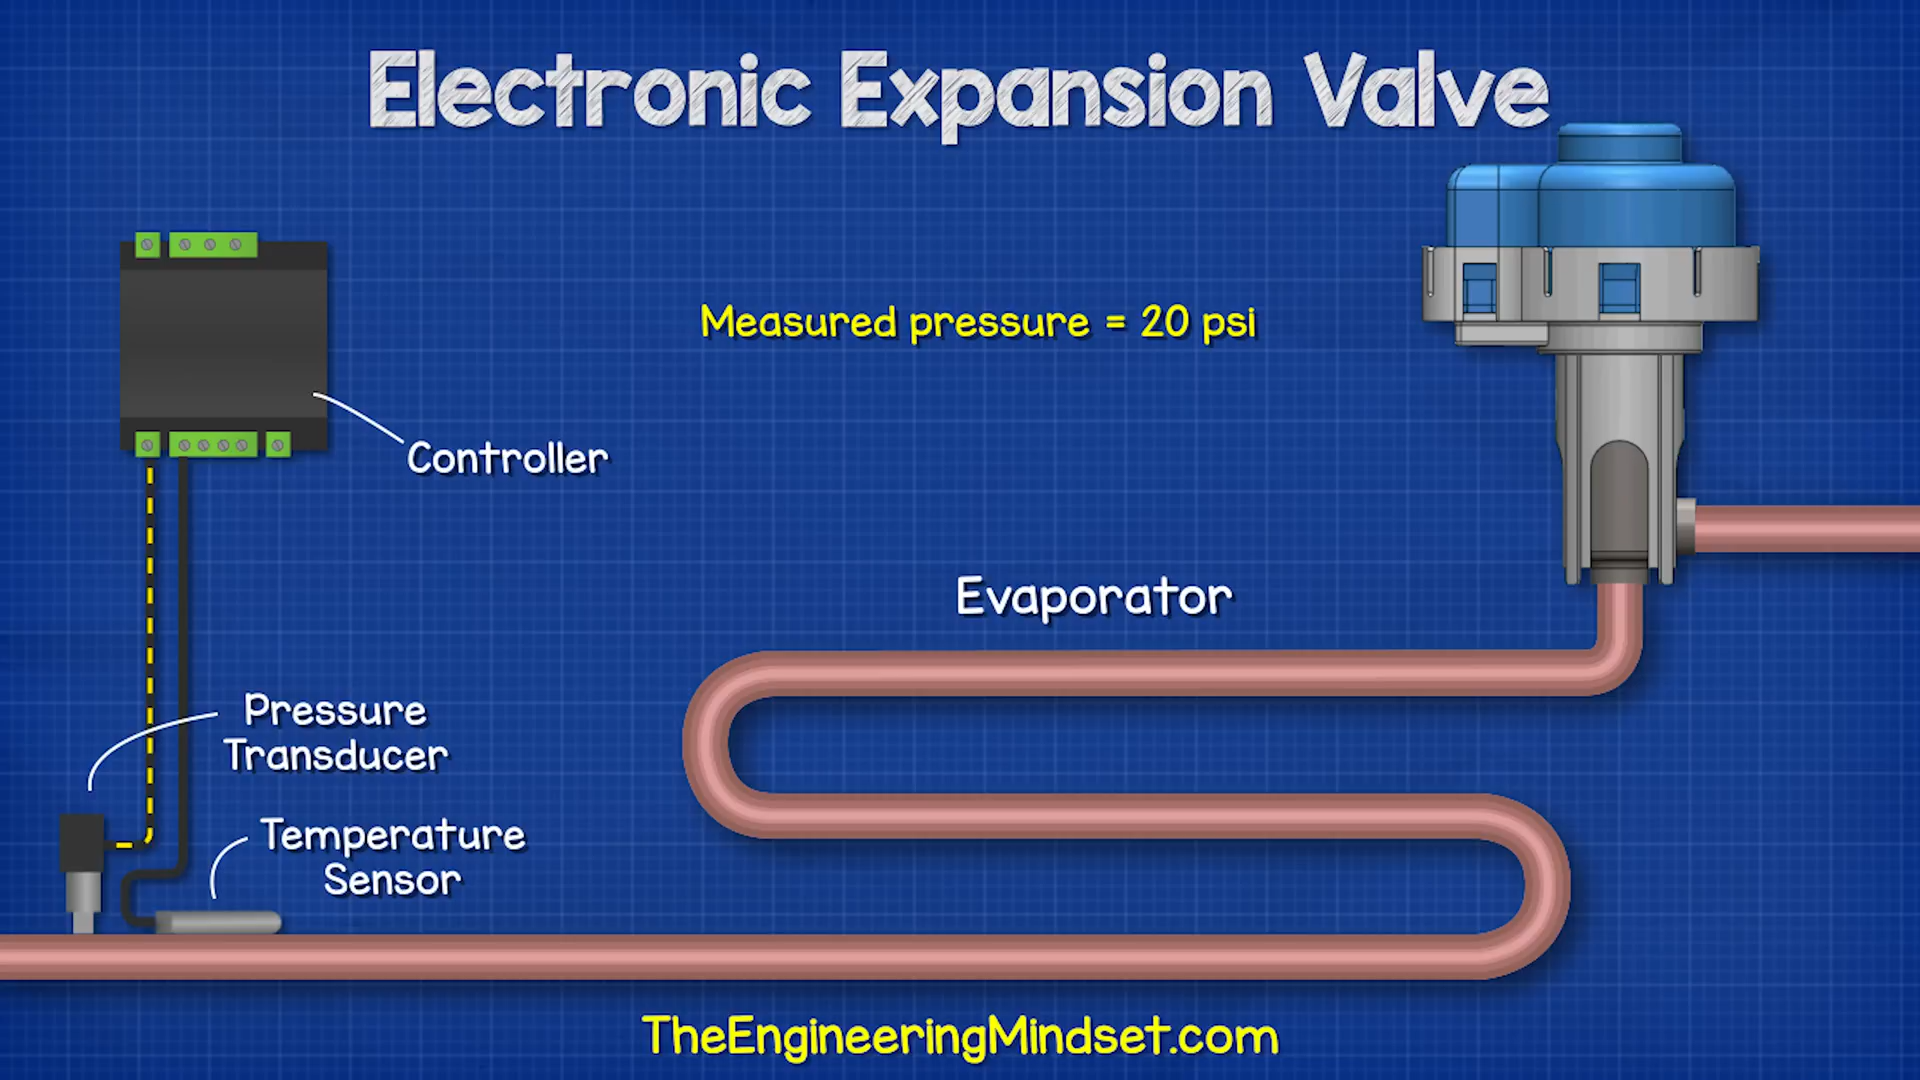 Electronic Expansion Valve
Measured pressure = 20 psi
Controller
Evaporator
Pressure
Transducer
Temperature
Sensor
TheEngineeringMindset.com